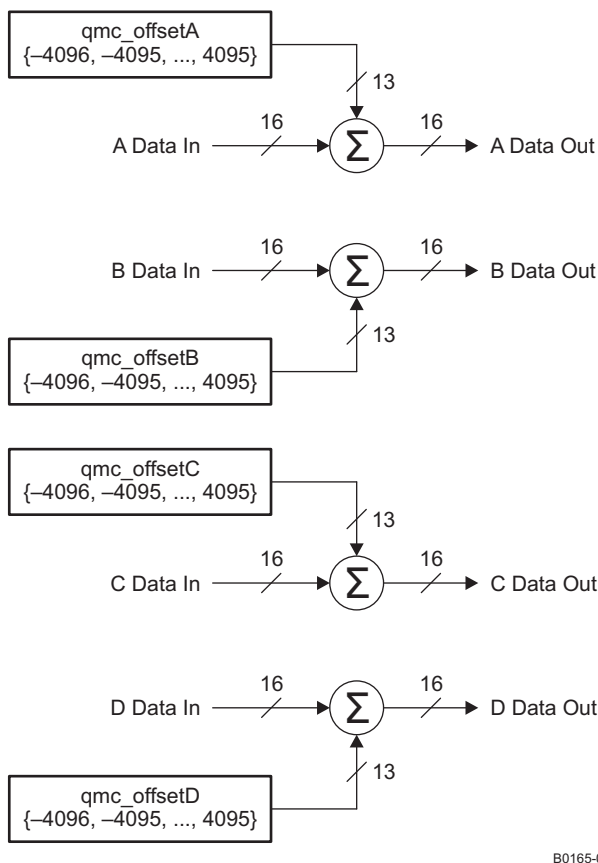 qmc_offsetA
{–4096, –4095, ..., 4095}
13
16
16
A Data In
Σ
A Data Out
16
16
B Data In
Σ
B Data Out
13
qmc_offsetB
{–4096, –4095, ..., 4095}
qmc_offsetC
{–4096, –4095, ..., 4095}
13
16
16
C Data In
Σ
C Data Out
16
16
D Data In
Σ
D Data Out
13
qmc_offsetD
{–4096, –4095, ..., 4095}